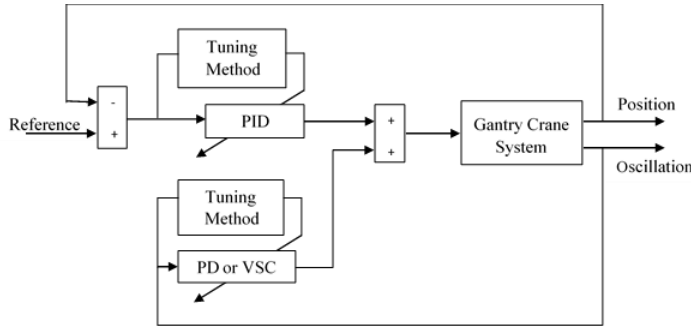 Tuning
Method
-
Reference
+
PID
+
+
Gantry Crane
System
Position
Oscillation
Tuning
Method
PD or VSC